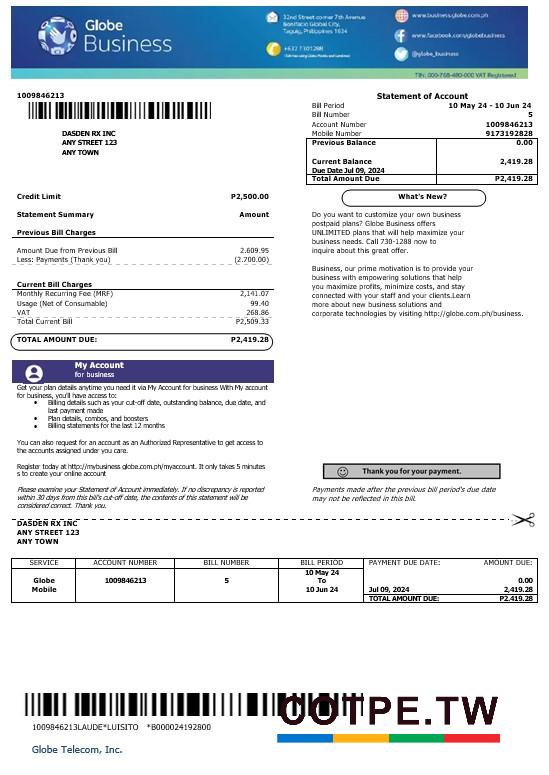 Globe
Business
32nd Street corner 7th Avenue
Bonifacio Global City,
Taguig, Philippines 1634
+632 7301288
www.business.globe.com.ph
www.facebook.com/globebusiness
@globe_business
TIN: 000-768-480-000 VAT Registered
1009846213
DASDEN RX INC
ANY STREET 123
ANY TOWN
Statement of Account
Bill Period 10 May 24 - 10 Jun 24
Bill Number 5
Account Number 1009846213
Mobile Number 9173192828
Previous Balance 0.00
Current Balance 2,419.28
Due Date Jul 09, 2024
Total Amount Due P2,419.28
Credit Limit P2,500.00
Statement Summary Amount
Previous Bill Charges
Amount Due from Previous Bill 2.609.95
Less: Payments (Thank you) (2.700.00)
Current Bill Charges
Monthly Recurring Fee (MRF) 2,141.07
Usage (Net of Consumable) 99.40
VAT 268.86
Total Current Bill P2,509.33
TOTAL AMOUNT DUE: P2,419.28
What's New?
Do you want to customize your own business
postpaid plans? Globe Business offers
UNLIMITED plans that will help maximize your
business needs. Call 730-1288 now to
inquire about this great offer.
Business, our prime motivation is to provide your
business with empowering solutions that help
you maximize profits, minimize costs, and stay
connected with your staff and your clients.Learn
more about new business solutions and
corporate technologies by visiting http://globe.com.ph/business.
My Account
for business
Get your plan details anytime you need it via My Account for business With My account
for business, you'll have access to:
• Billing details such as your cut-off date, outstanding balance, due date, and
last payment made
• Plan details, combos, and boosters
• Billing statements for the last 12 months
You can also request for an account as an Authorized Representative to get access to
the accounts assigned under you care.
Register today at http://mybusiness.globe.com.ph/myaccount. It only takes 5 minutes
s to create your online account
Please examine your Statement of Account immediately. If no discrepancy is reported
within 30 days from this bill's cut-off date, the contents of this statement will be
considered correct. Thank you.
Thank you for your payment.
Payments made after the previous bill period's due date
may not be reflected in this bill.
DASDEN RX INC
ANY STREET 123
ANY TOWN
SERVICE ACCOUNT NUMBER BILL NUMBER BILL PERIOD PAYMENT DUE DATE: AMOUNT DUE:
Globe
Mobile
1009846213
5
10 May 24
To
10 Jun 24
0.00
Jul 09, 2024 2,419.28
TOTAL AMOUNT DUE: P2,419.28
OOTPE.TW
1009846213LAUDE*LUISITO *B000024192800
Globe Telecom, Inc.